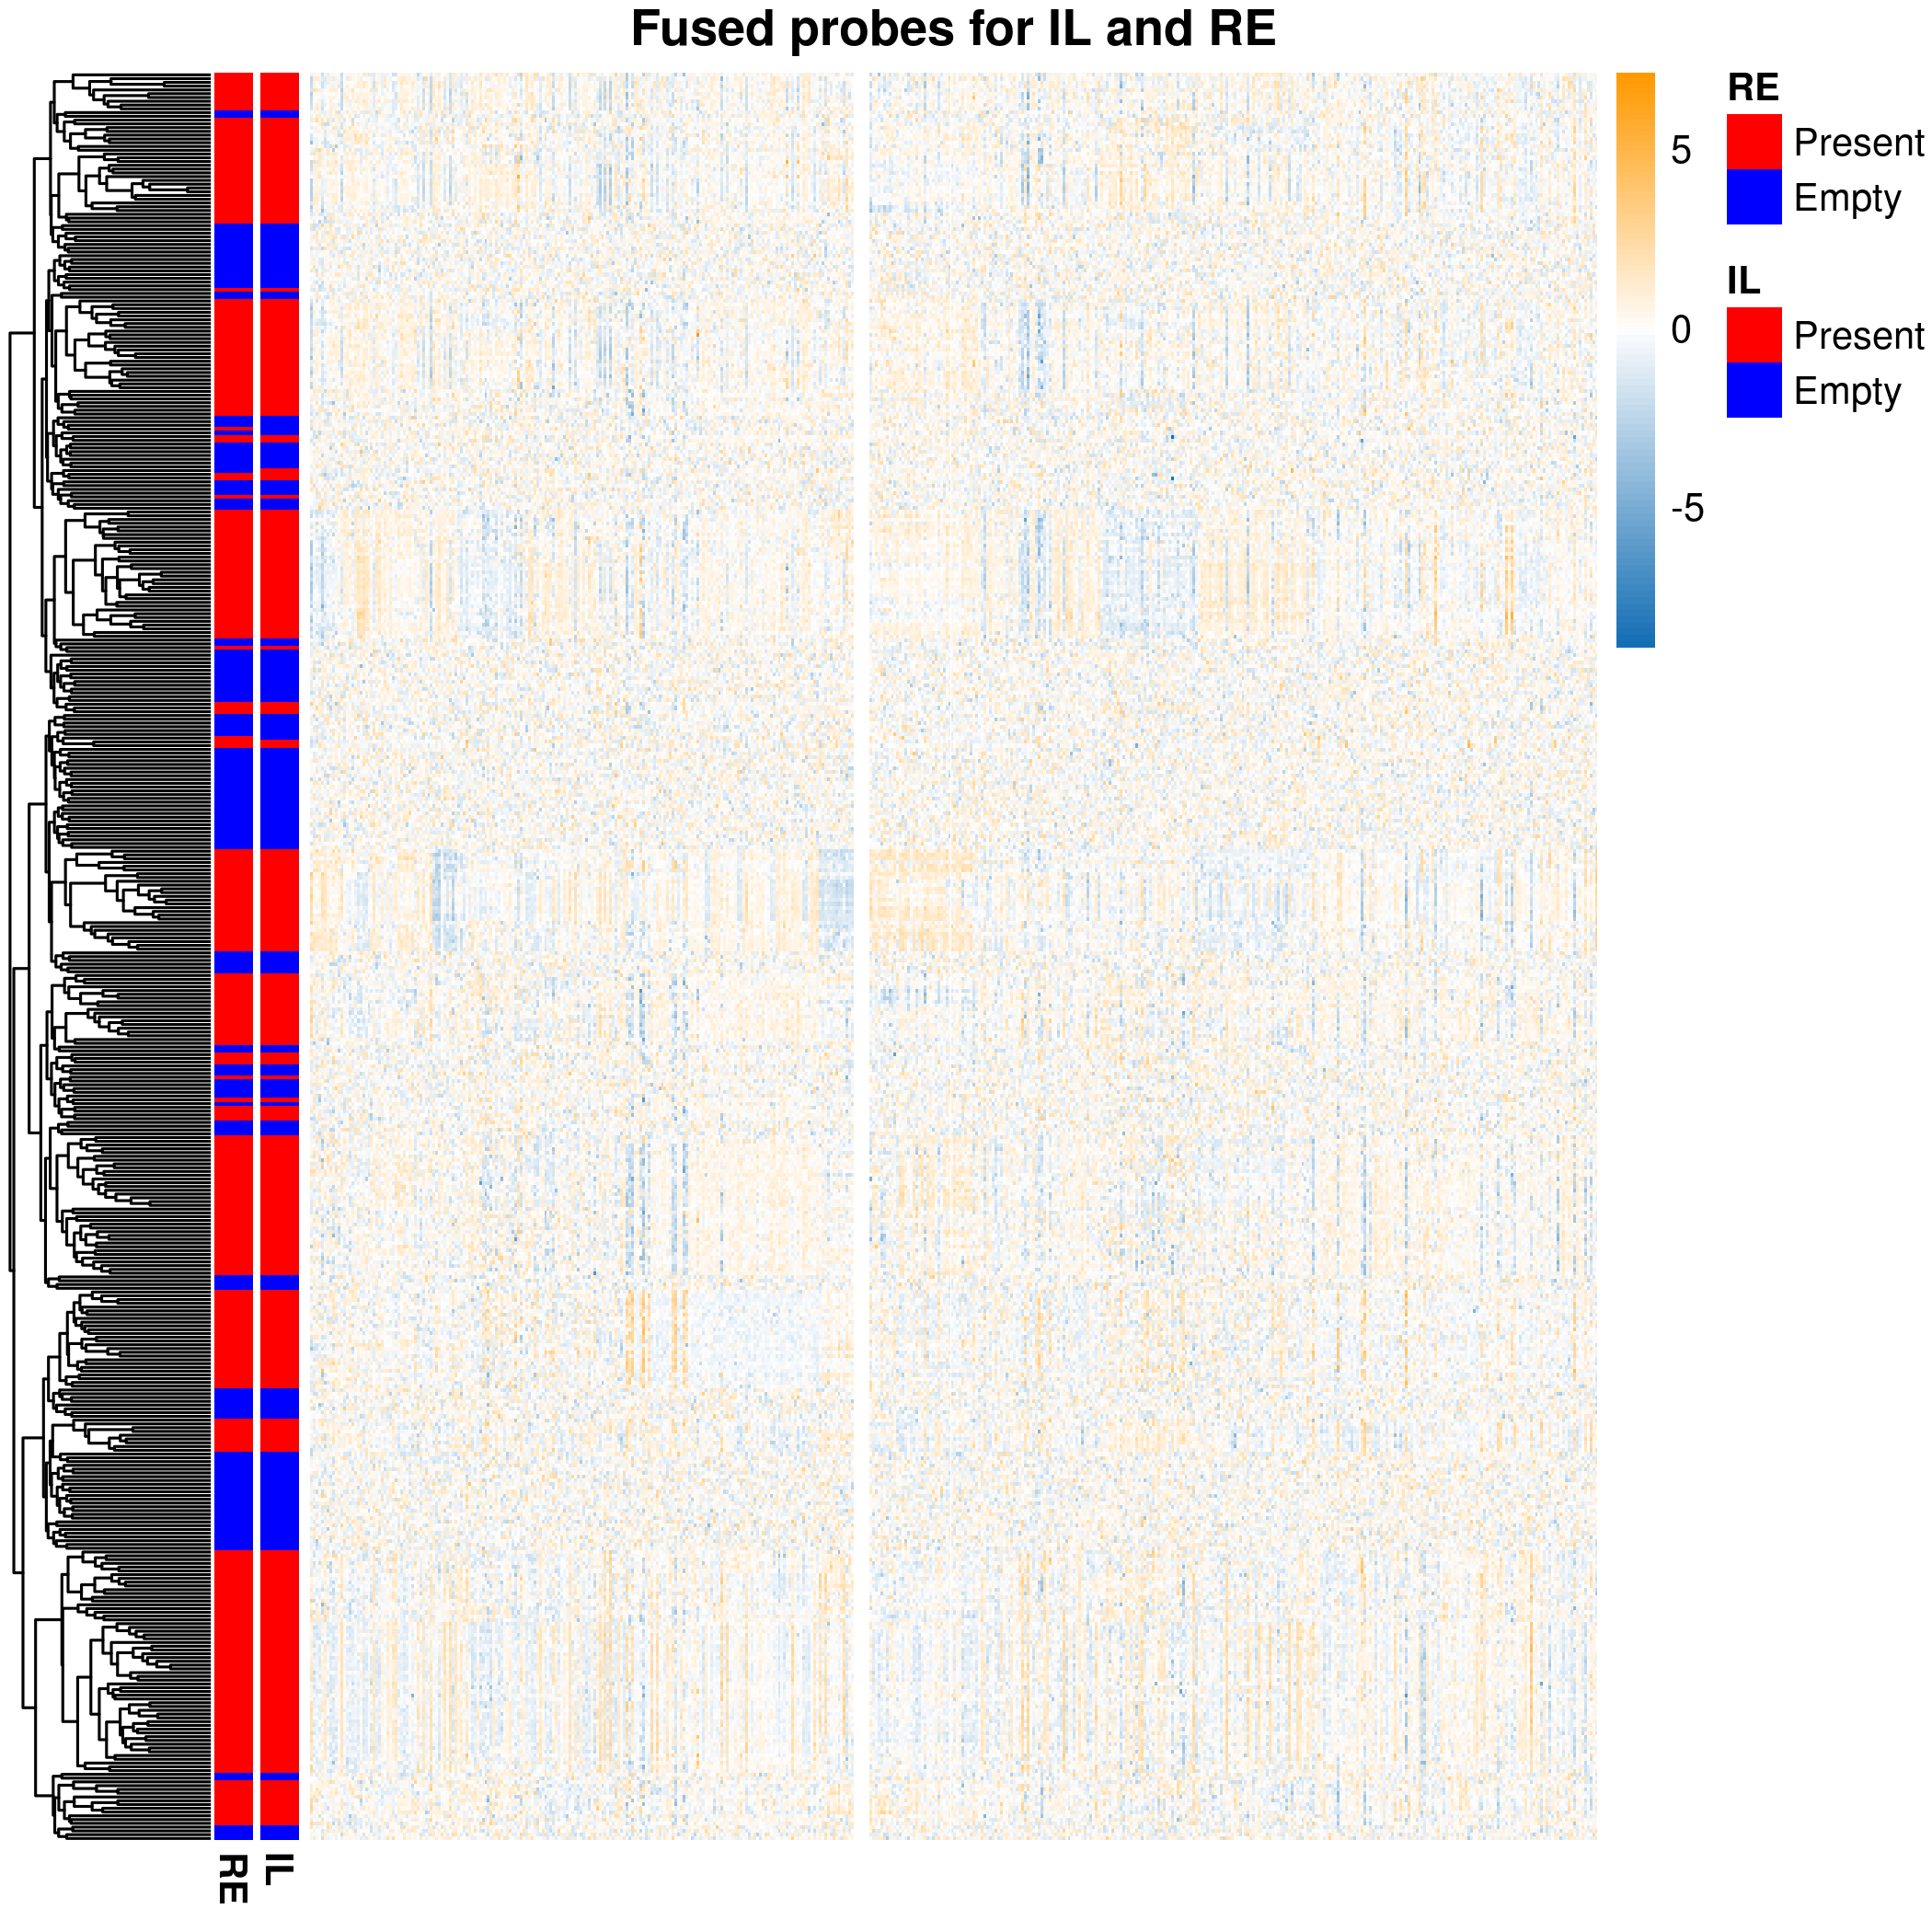 Fused probes for IL and RE
5
0
-5
RE
Present
Empty
IL
Present
Empty
RE
IL